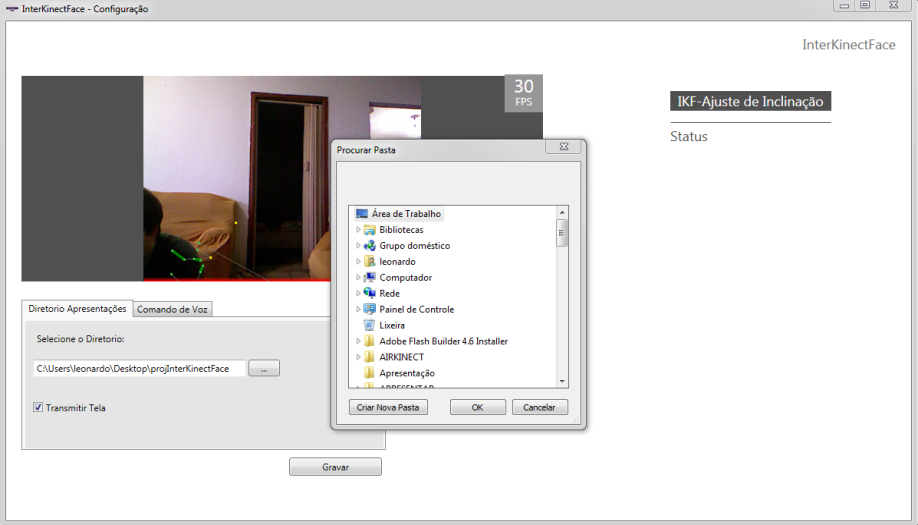 InterKinectFace - Configuração
InterKinectFace
30
FPS
IKF-Ajuste de Inclinação
Status
Procurar Pasta
Área de Trabalho
Bibliotecas
Grupo doméstico
leonardo
Computador
Rede
Painel de Controle
Lixeira
Adobe Flash Builder 4.6 Installer
AIRKINECT
Apresentação
APRESENTAR
Criar Nova Pasta
OK
Cancelar
Diretorio Apresentações
Comando de Voz
Selecione o Diretorio:
C:\Users\leonardo\Desktop\projInterKinectFace
...
Transmitir Tela
Gravar